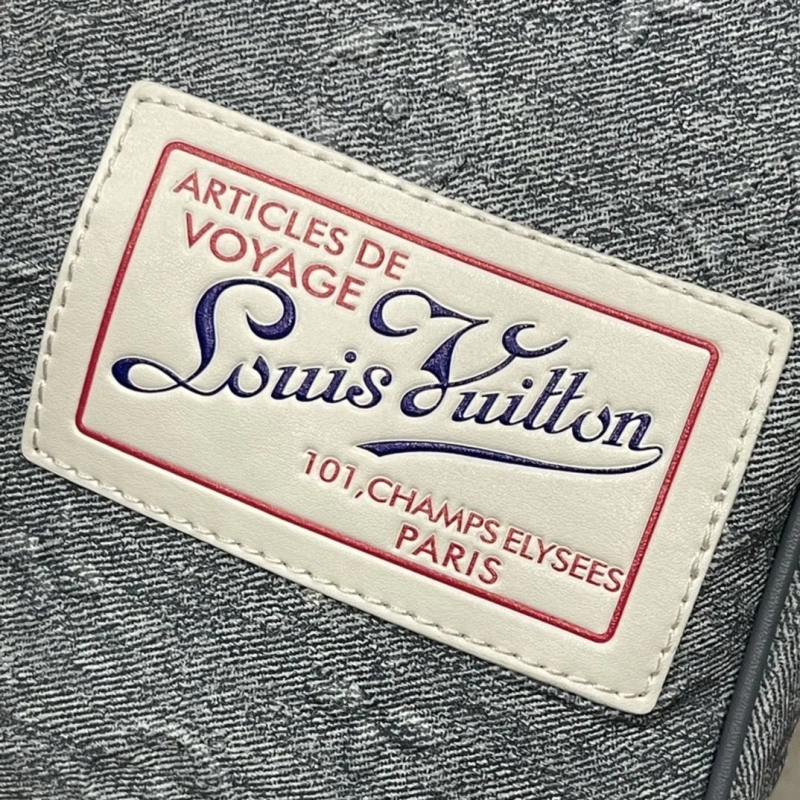 ARTICLES DE
VOYAGE
Louis Vuitton
101, CHAMPS ELYSEES
PARIS